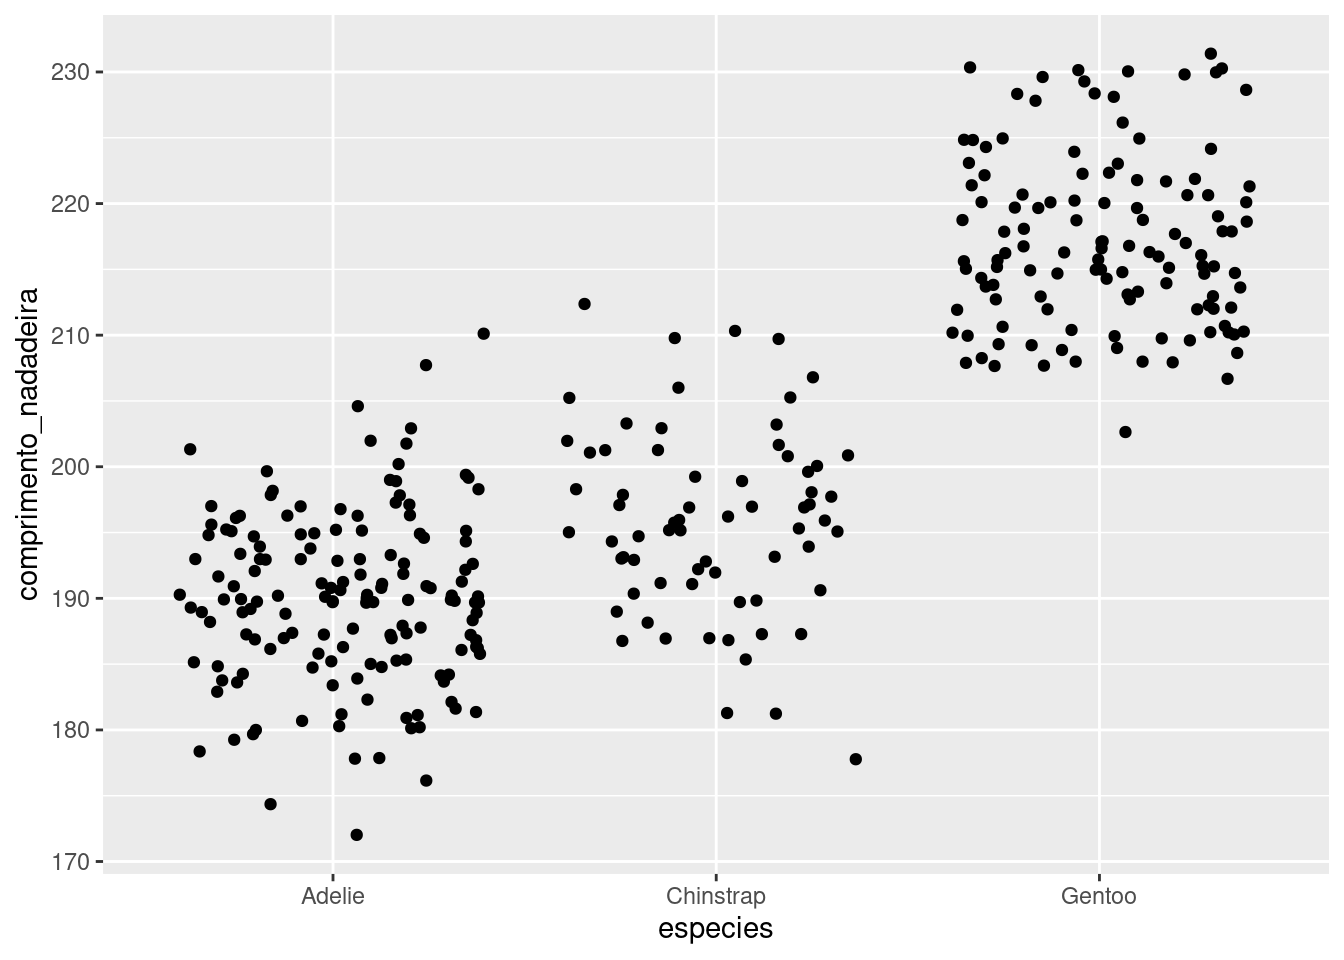 comprimento_nadadeira
230
220
210
200
190
180
170
Adelie
Chinstrap
Gentoo
especies